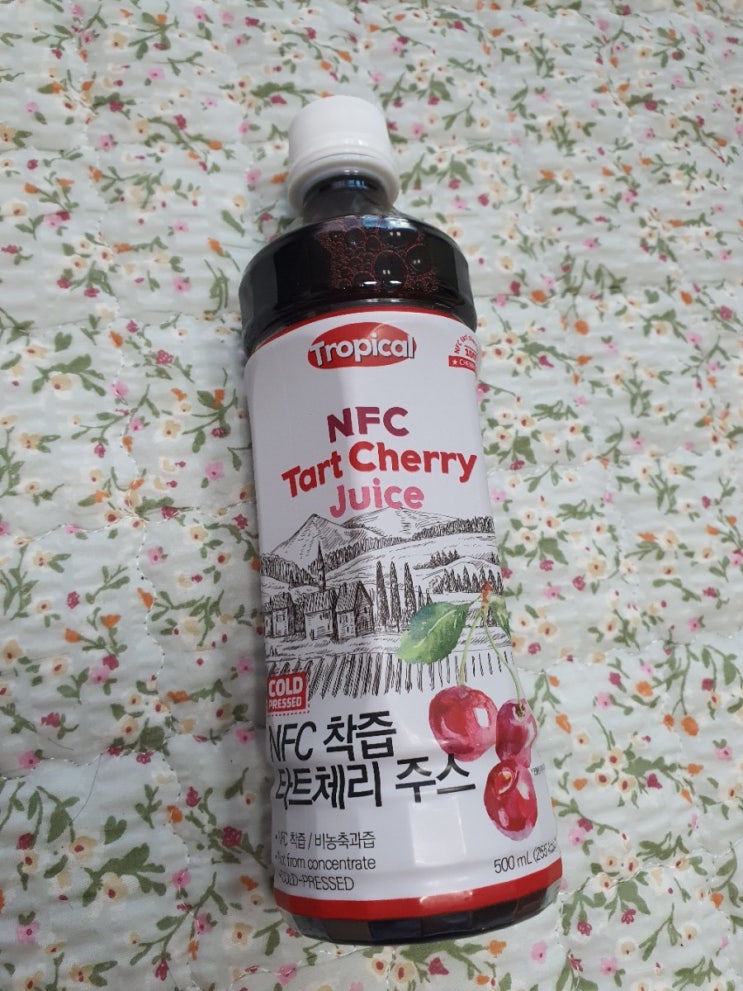 Tropical
NFC
Tart Cherry
Juice
COLD
PRESSED
NFC 착즙
타트체리 주스
• NFC 착즙 / 비농축과즙
• Not from concentrate
• COLD-PRESSED
500 mL